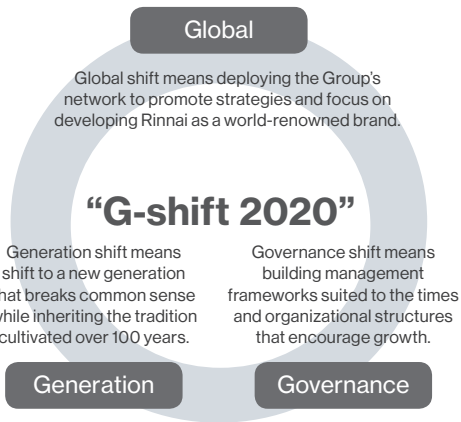 Global
Global shift means deploying the Group's
network to promote strategies and focus on
developing Rinnai as a world-renowned brand.
“G-shift 2020”
Generation shift means
shift to a new generation
that breaks common sense
while inheriting the tradition
cultivated over 100 years.
Governance shift means
building management
frameworks suited to the times
and organizational structures
that encourage growth.
Generation
Governance